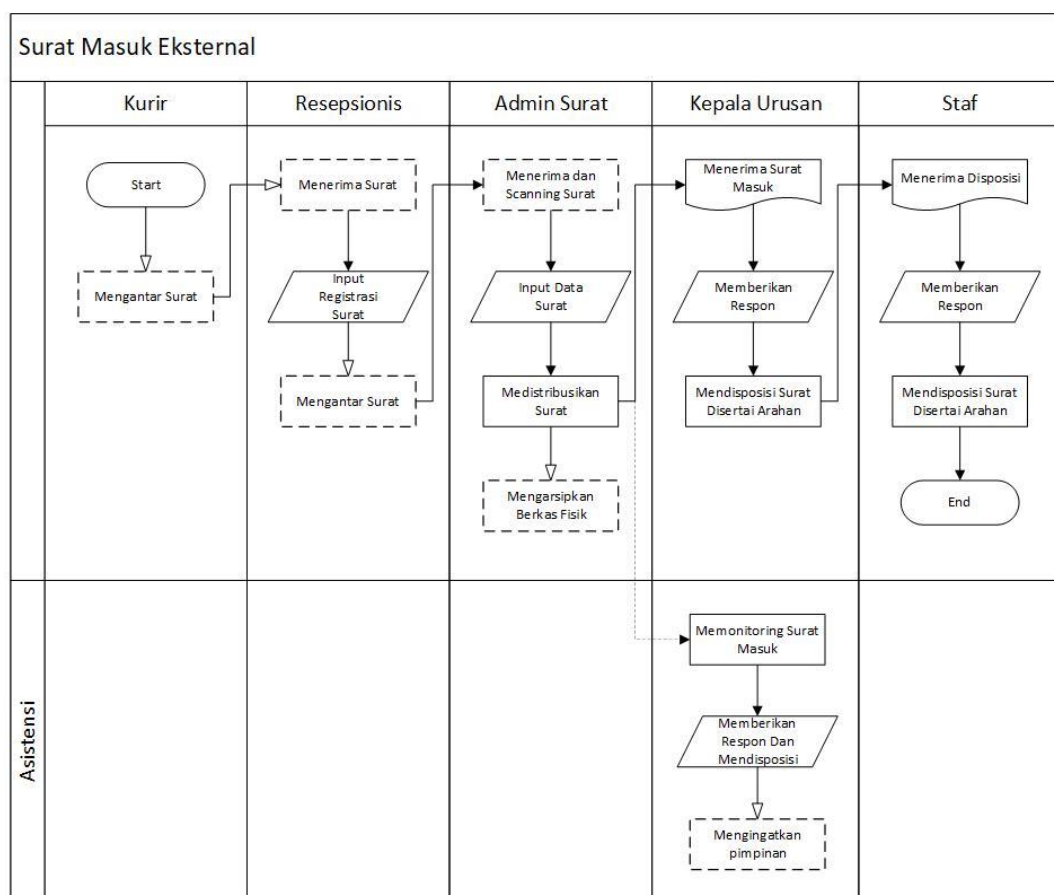 Surat Masuk Eksternal
Kurir
Resepsionis
Admin Surat
Kepala Urusan
Staf
Start
Mengantar Surat
Menerima Surat
Input
Registrasi
Surat
Mengantar Surat
Menerima dan
Scanning Surat
Input Data
Surat
Medistribusikan
Surat
Mengarsipkan
Berkas Fisik
Menerima Surat
Masuk
Memberikan
Respon
Mendisposisi Surat
Disertai Arahan
Menerima Disposisi
Memberikan
Respon
Mendisposisi Surat
Disertai Arahan
End
Asistensi
Memonitoring Surat
Masuk
Memberikan
Respon Dan
Mendisposisi
Mengingatkan
pimpinan